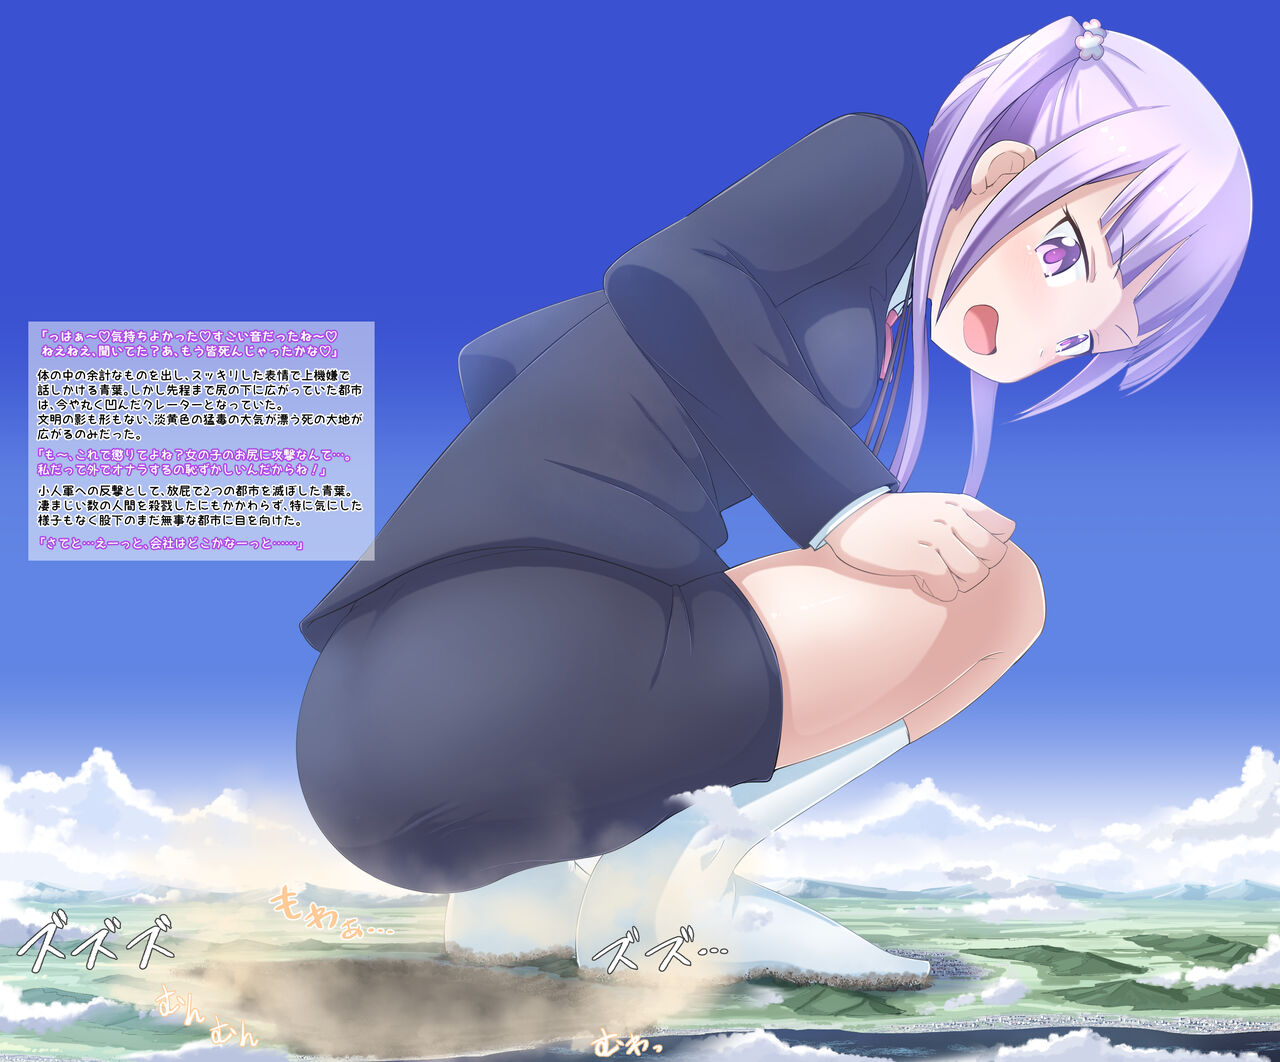 「っはぁ～♡気持ちよかった♡すごい音だったね～♡
ねえねえ、聞いてた？あ、もう皆死んじゃったかな♡」
体の中の余計なものを出し、スッキリした表情で上機嫌で
話しかける青葉。しかし先程まで尻の下に広がっていた都市
は、今や丸く凹んだクレーターとなっていた。
文明の影も形もない、淡黄色の猛毒の大気が漂う死の大地が
広がるのみだった。
「も～、これで懲りてよね？女の子のお尻に攻撃なんて…。
私だって外でオナラするの恥ずかしいんだからね！」
小人軍への反撃として、放屁で2つの都市を滅ぼした青葉。
凄まじい数の人間を殺戮したにもかかわらず、特に気にした
様子もなく股下のまだ無事な都市に目を向けた。
「さてと…えーっと、会社はどこかなーっと……」
もわぁ…
ズズズ
ズズ…
むん
むん
むわっ